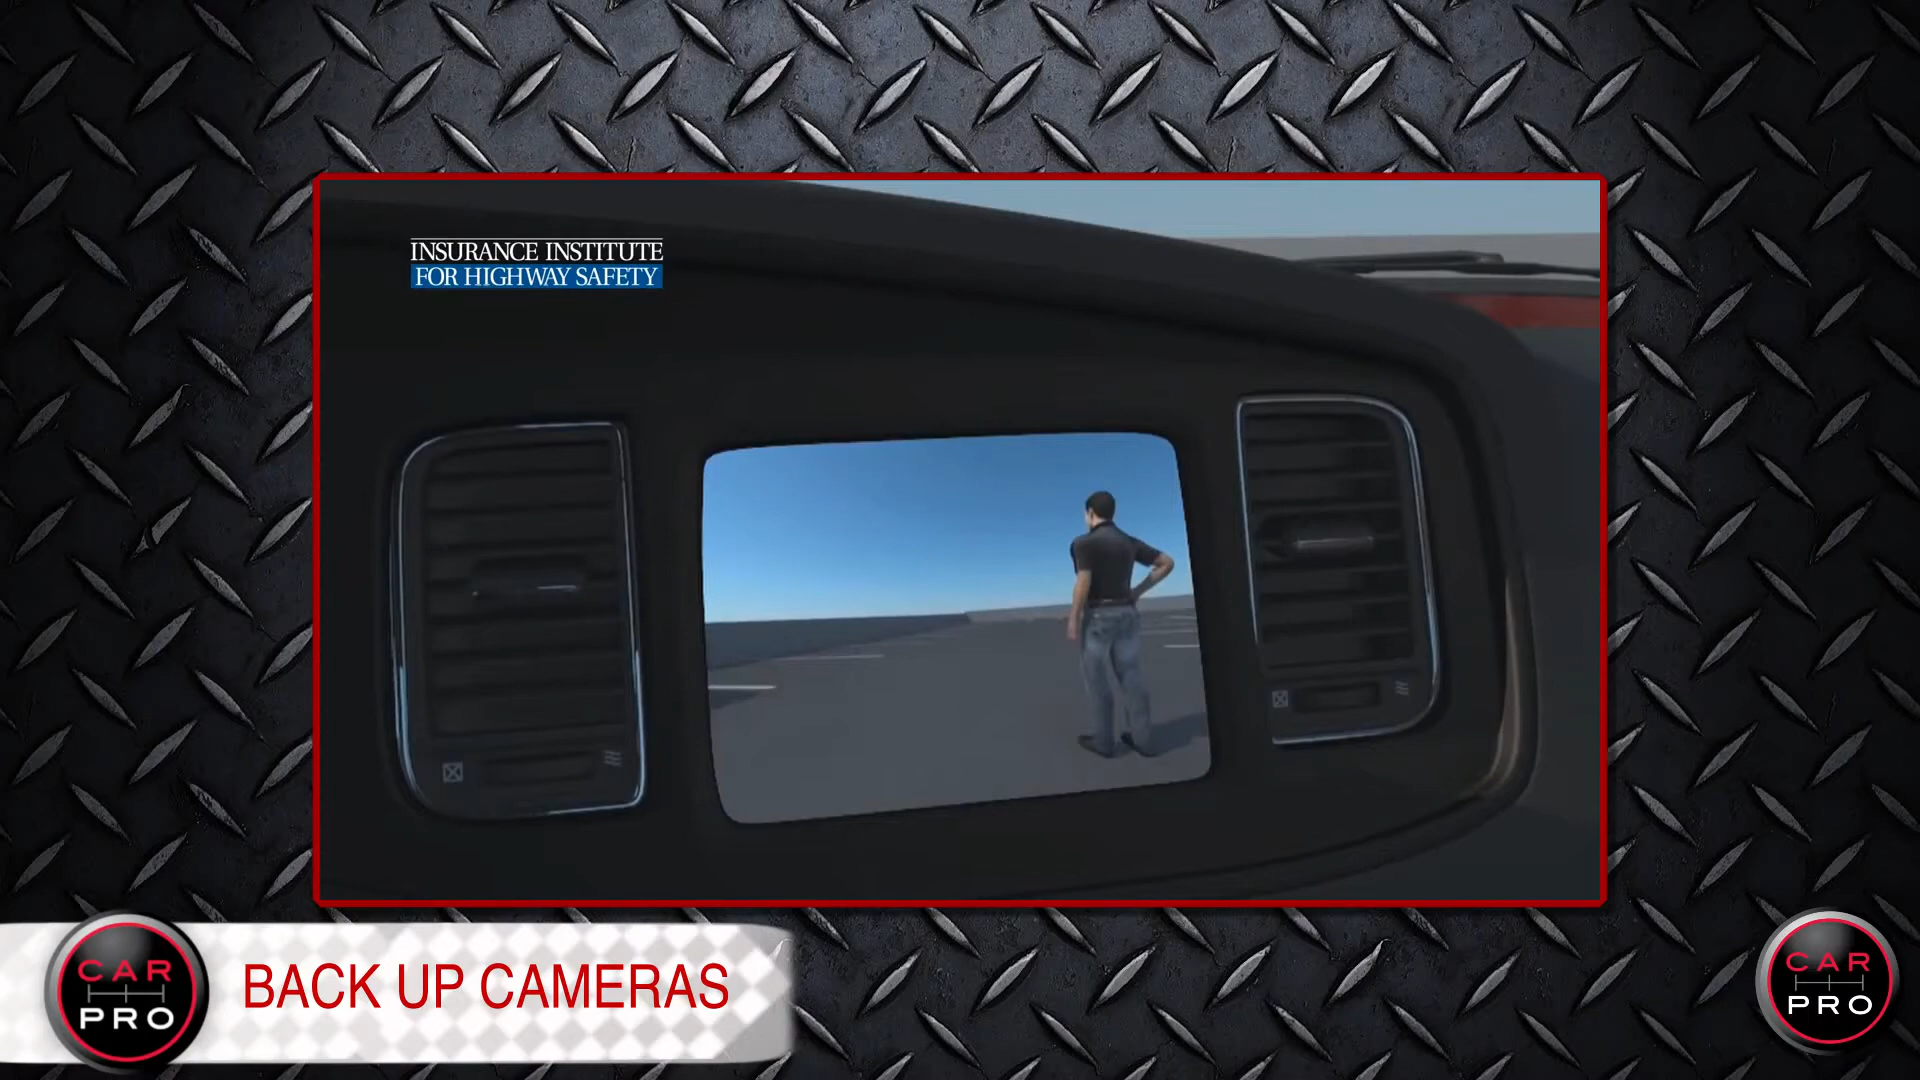 INSURANCE INSTITUTE
FOR HIGHWAY SAFETY
CAR
PRO
BACK UP CAMERAS
CAR
PRO